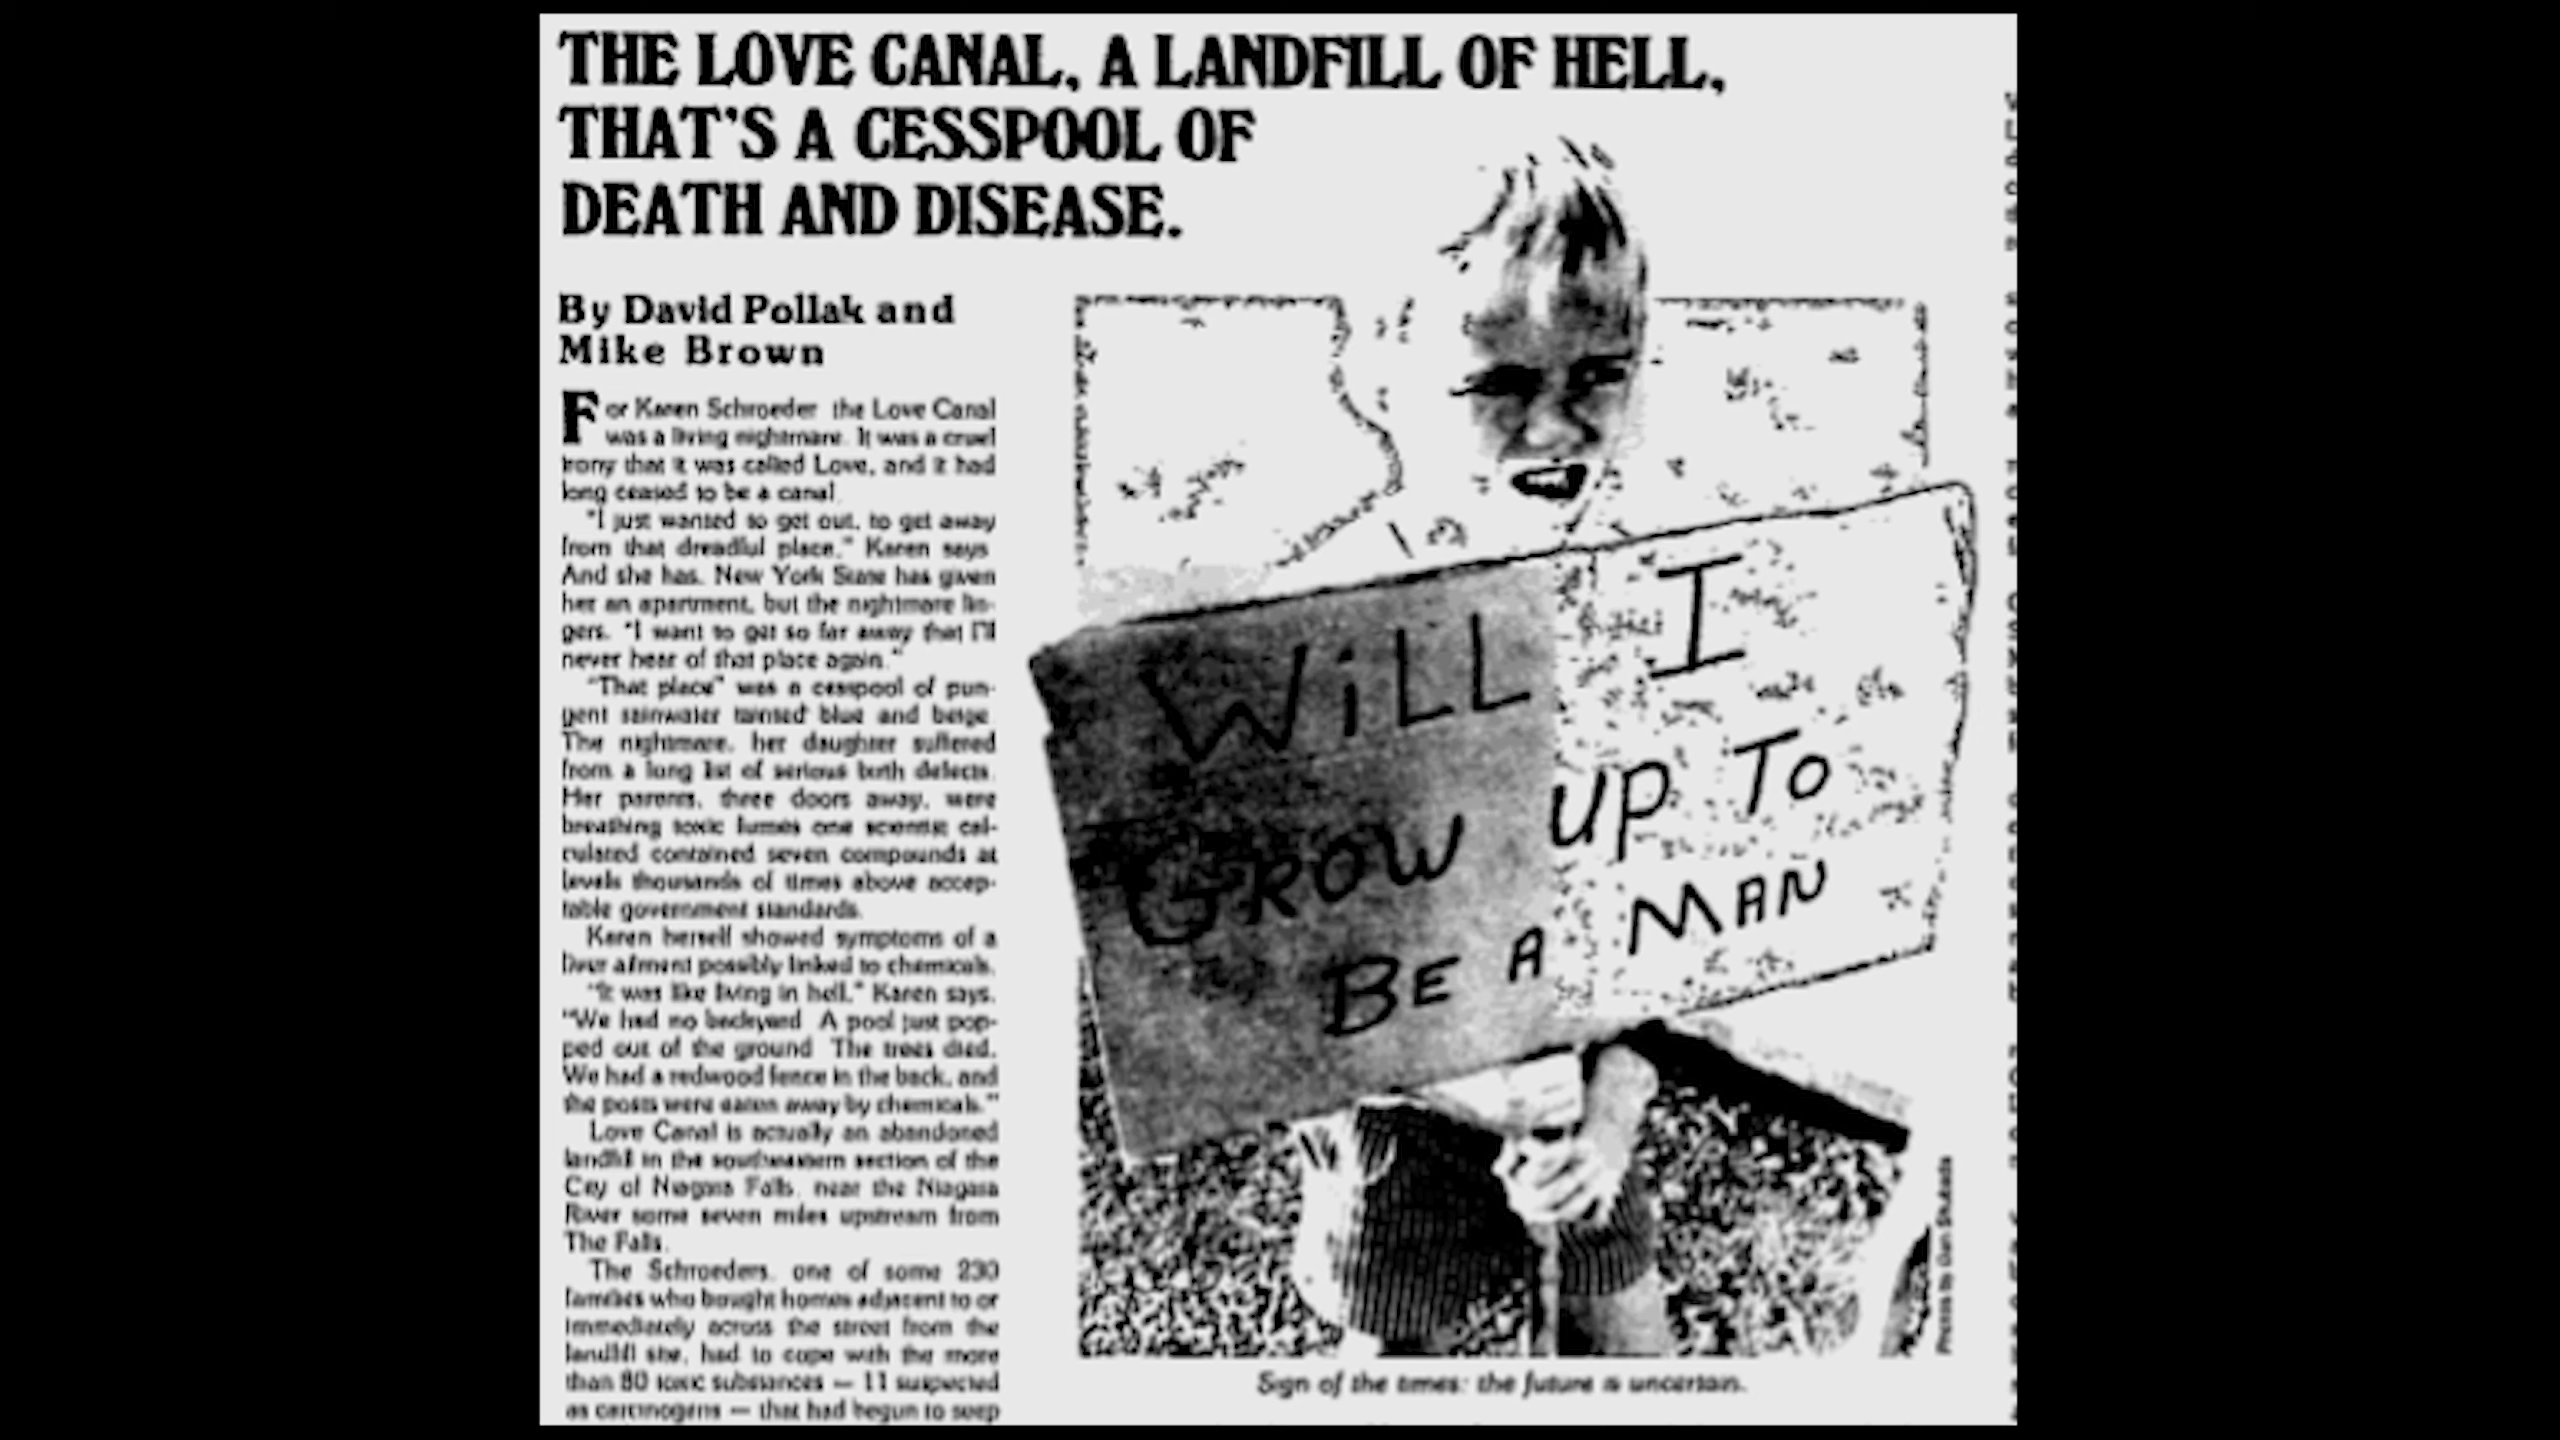 THE LOVE CANAL, A LANDFILL OF HELL,
THAT'S A CESSPOOL OF
DEATH AND DISEASE.
By David Pollak and
Mike Brown
For Karen Schroeder the Love Canal
was a living nightmare. It was a cruel
irony that it was called Love, and it had
long ceased to be a canal.
"I just wanted to get out, to get away
from that dreadful place," Karen says.
And she has. New York State has given
her an apartment, but the nightmare lin-
gers. "I want to get so far away that I'll
never hear of that place again."
"That place" was a cesspool of pun-
gent rainwater tainted blue and beige.
The nightmare, her daughter suffered
from a long list of serious birth defects.
Her parents, three doors away, were
breathing toxic fumes one scientist cal-
culated contained seven compounds at
levels thousands of times above accep-
table government standards.
Karen herself showed symptoms of a
liver ailment possibly linked to chemicals.
"It was like living in hell," Karen says.
"We had no backyard. A pool just pop-
ped out of the ground. The trees died.
We had a redwood fence in the back, and
the posts were eaten away by chemicals."
Love Canal is actually an abandoned
landfill in the southwestern section of the
City of Niagara Falls, near the Niagara
River some seven miles upstream from
The Falls.
The Schroeders, one of some 230
families who bought homes adjacent to or
immediately across the street from the
landfill site, had to cope with the more
than 80 toxic substances — 11 suspected
as carcinogens — that had begun to seep
WiLL I
GROW UP TO
BE A MAN
Photos by
Sign of the times: the future is uncertain.